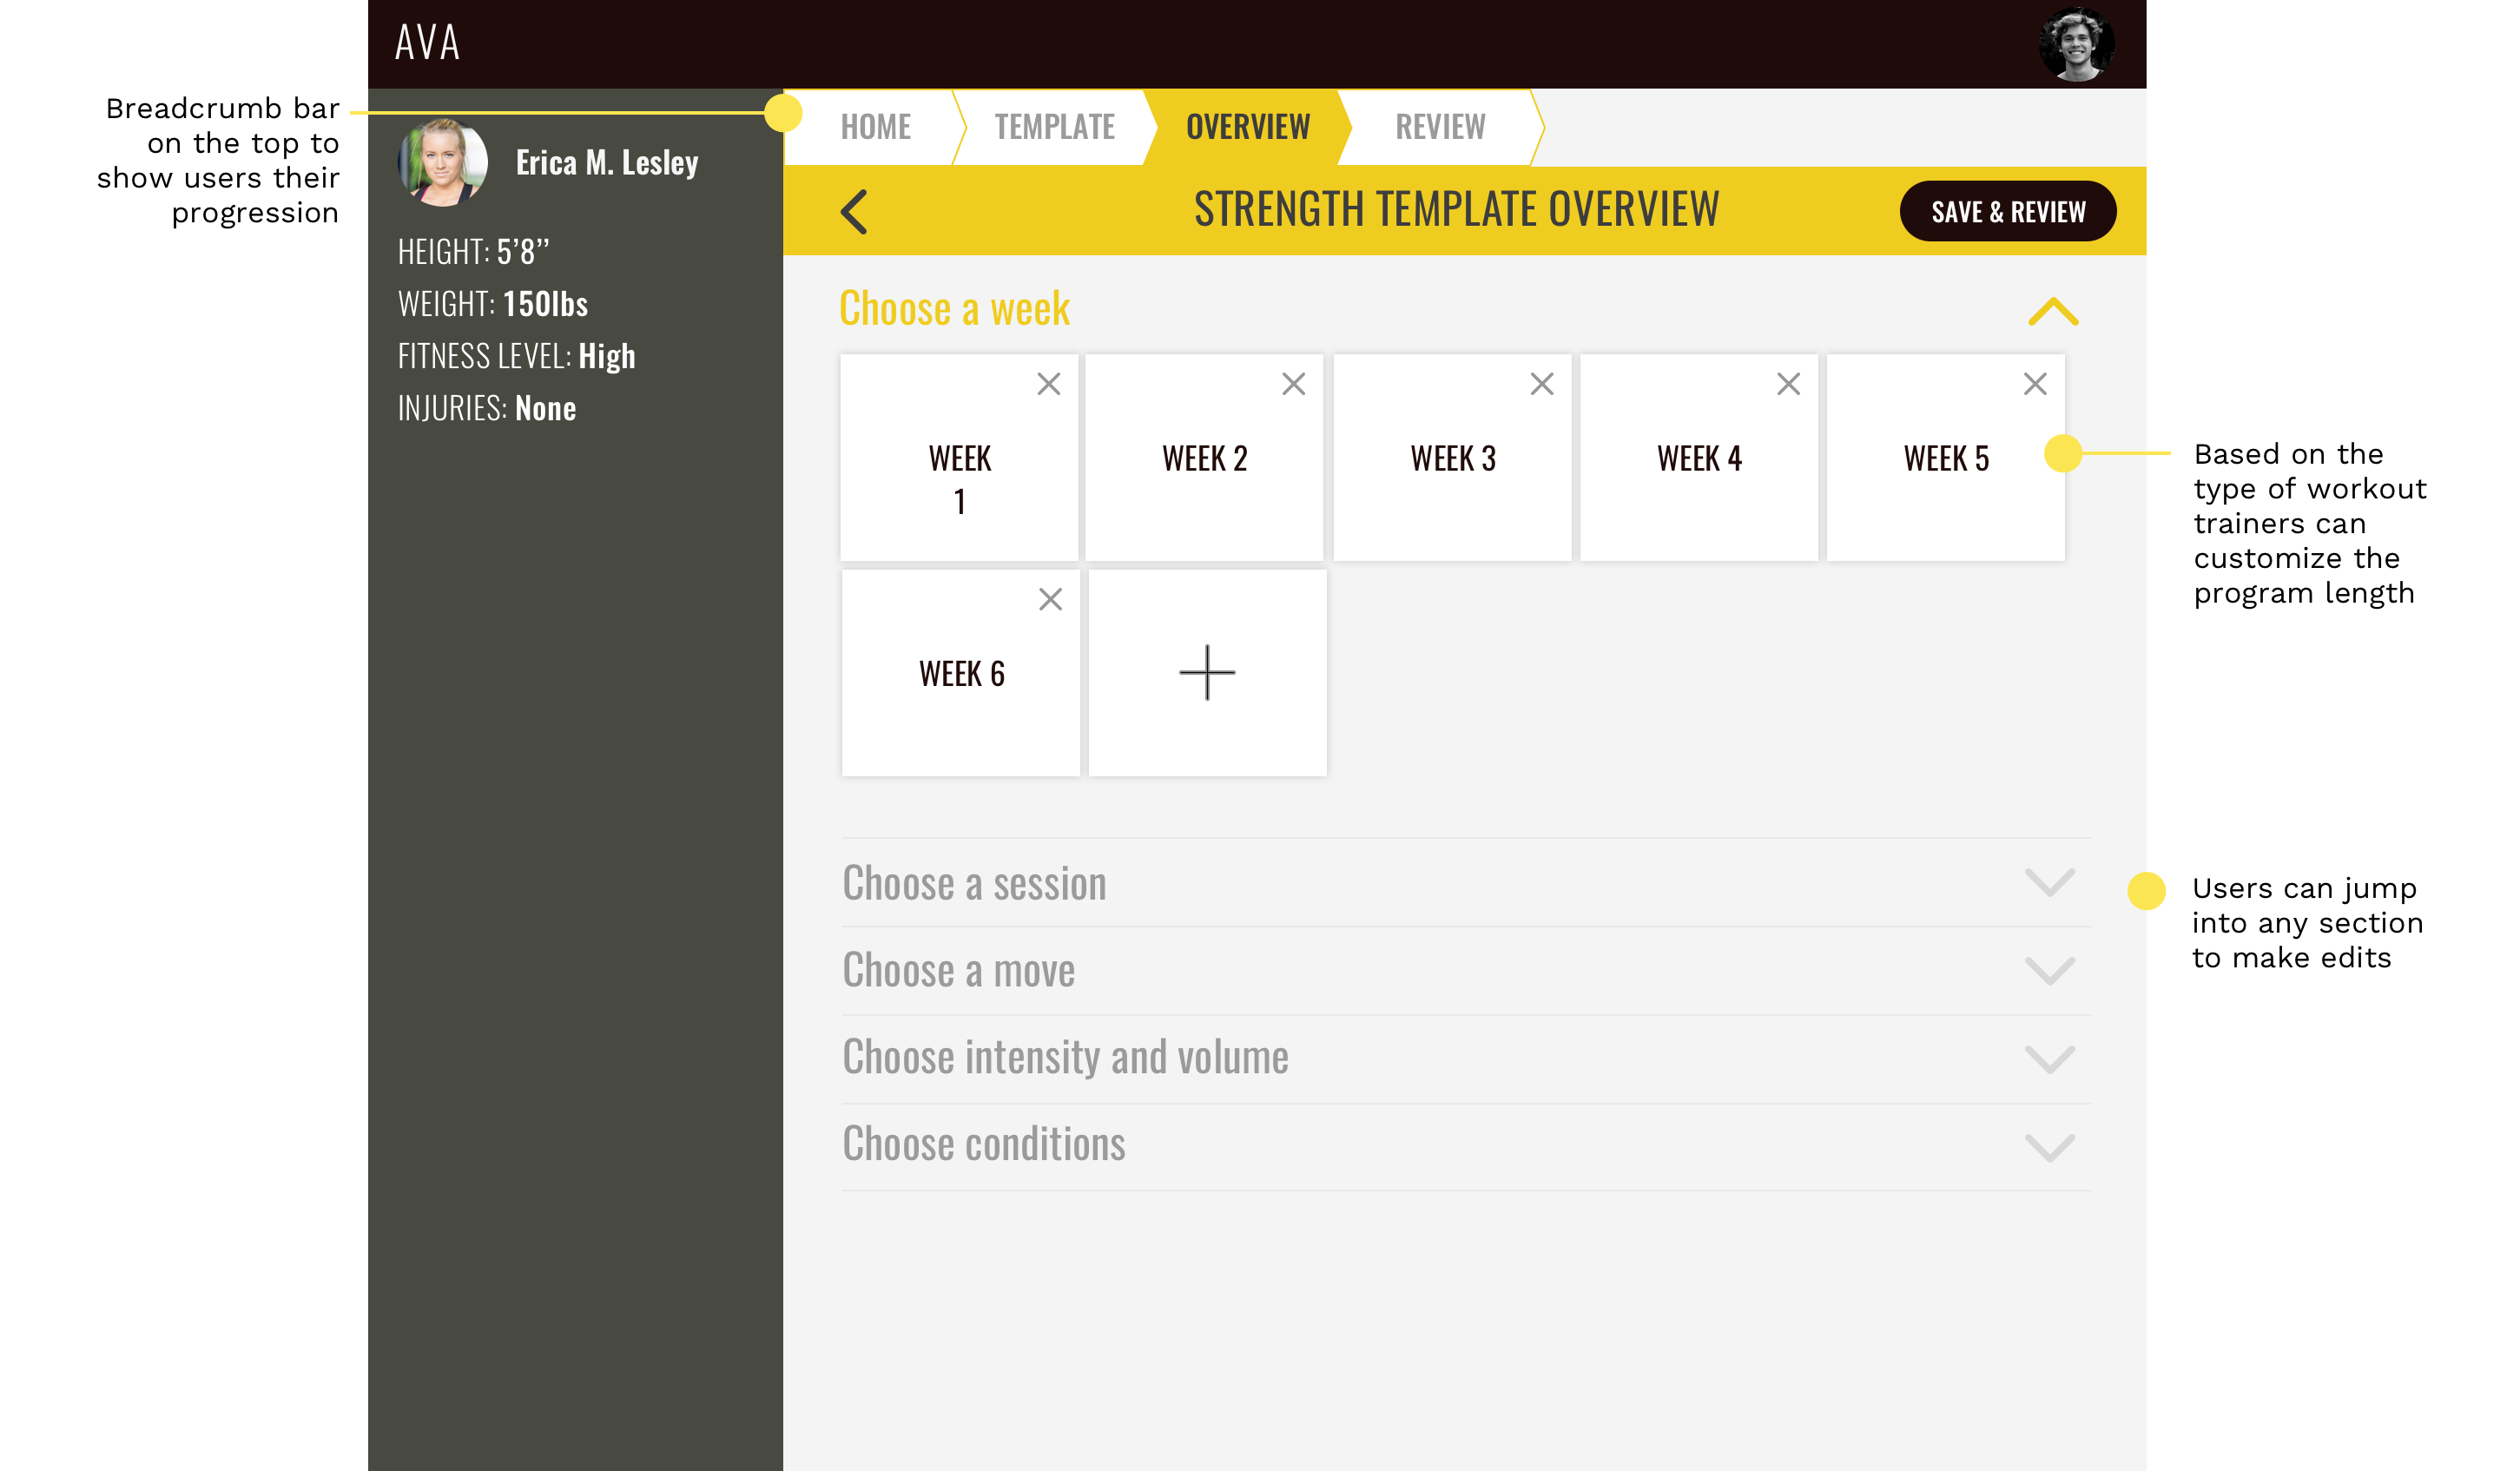 AVA
Breadcrumb bar
on the top to
show users their
progression
HOME
TEMPLATE
OVERVIEW
REVIEW
Erica M. Lesley
HEIGHT: 5’8’’
WEIGHT: 150lbs
FITNESS LEVEL: High
INJURIES: None
STRENGTH TEMPLATE OVERVIEW
SAVE & REVIEW
Choose a week
WEEK
1
WEEK 2
WEEK 3
WEEK 4
WEEK 5
WEEK 6
Based on the
type of workout
trainers can
customize the
program length
Choose a session
Choose a move
Choose intensity and volume
Choose conditions
Users can jump
into any section
to make edits